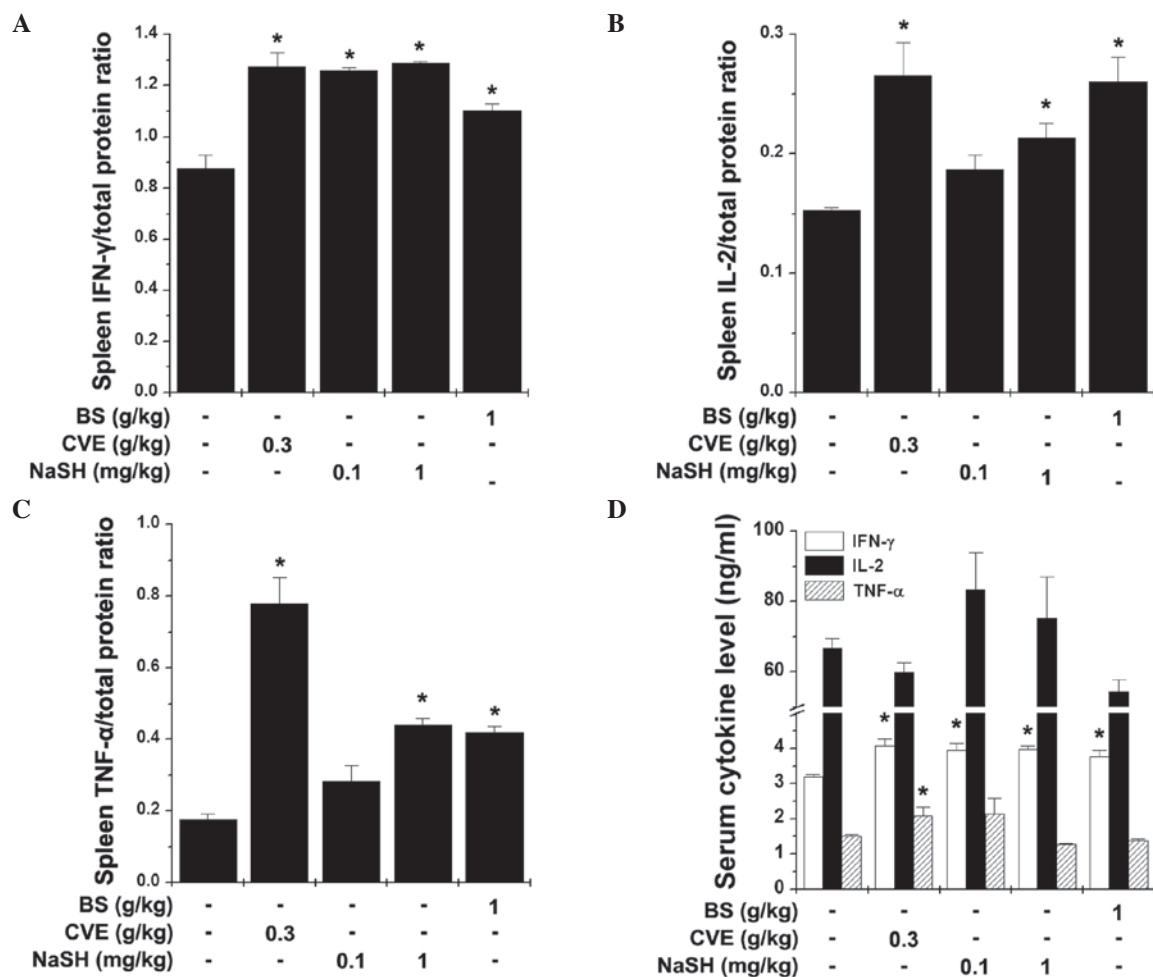 A
Spleen IFN-γ/total protein ratio
1.4
1.2
1.0
0.8
0.6
0.4
0.2
0.0
* * * *
BS (g/kg) - - - - 1
CVE (g/kg) - 0.3 - - -
NaSH (mg/kg) - - 0.1 1 -
B
Spleen IL-2/total protein ratio
0.3
0.2
0.1
0.0
* * *
BS (g/kg) - - - - 1
CVE (g/kg) - 0.3 - - -
NaSH (mg/kg) - - 0.1 1 -
C
Spleen TNF-α/total protein ratio
1.0
0.8
0.6
0.4
0.2
0.0
* * *
BS (g/kg) - - - - 1
CVE (g/kg) - 0.3 - - -
NaSH (mg/kg) - - 0.1 1 -
D
Serum cytokine level (ng/ml)
100
80
60
4
3
2
1
0
IFN-γ
IL-2
TNF-α
* * * * *
BS (g/kg) - - - - 1
CVE (g/kg) - 0.3 - - -
NaSH (mg/kg) - - 0.1 1 -